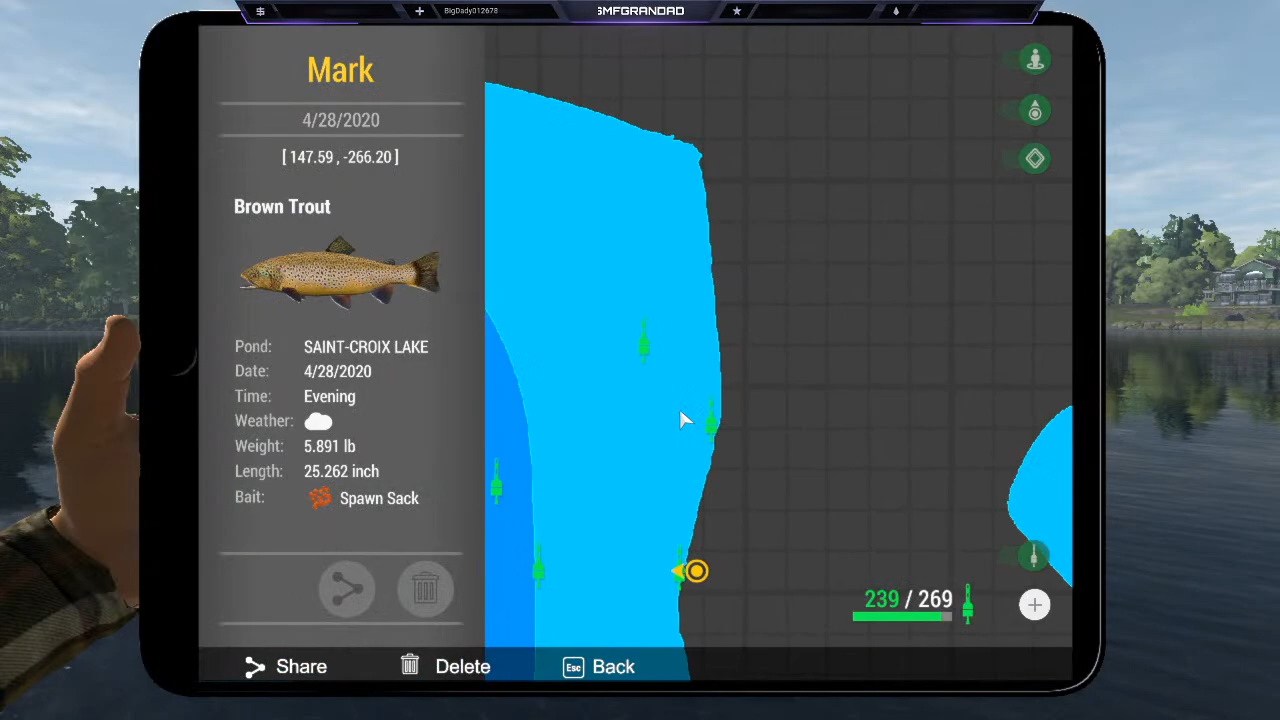 BigDady012678
SMFGRANDAD
Mark
4/28/2020
[ 147.59 , -266.20 ]
Brown Trout
Pond: SAINT-CROIX LAKE
Date: 4/28/2020
Time: Evening
Weather:
Weight: 5.891 lb
Length: 25.262 inch
Bait: Spawn Sack
239 / 269
Share
Delete
Esc Back